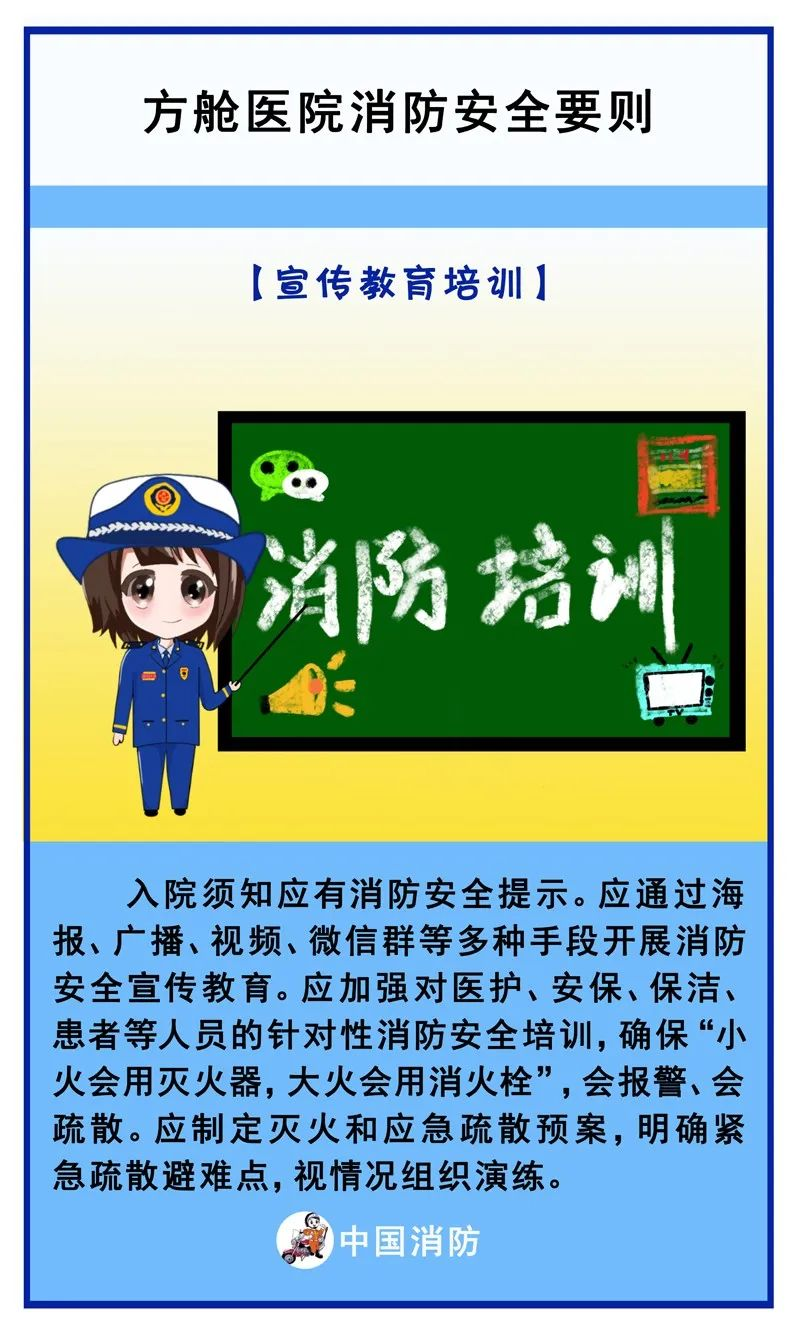 方舱医院消防安全要则
【宣传教育培训】
消防培训
TV
入院须知应有消防安全提示。应通过海
报、广播、视频、微信群等多种手段开展消防
安全宣传教育。应加强对医护、安保、保洁、
患者等人员的针对性消防安全培训,确保“小
火会用灭火器,大火会用消火栓”,会报警、会
疏散。应制定灭火和应急疏散预案,明确紧
急疏散避难点,视情况组织演练。
中国消防